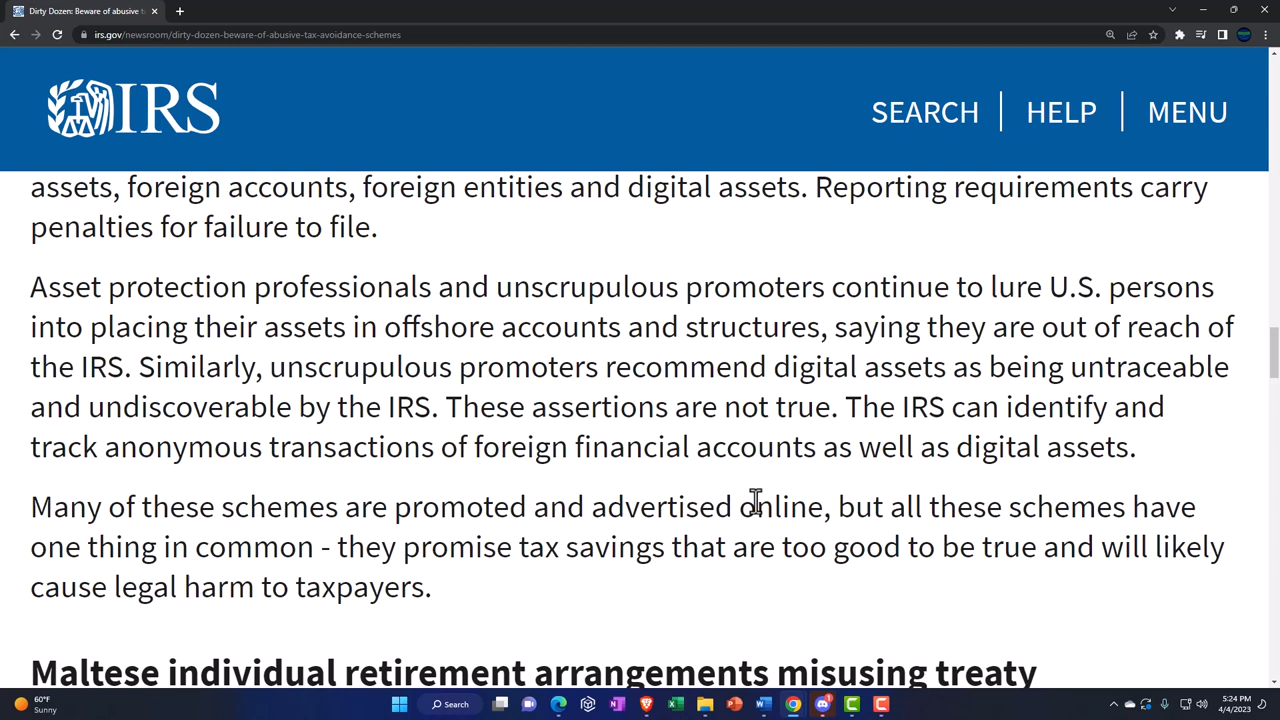 Dirty Dozen: Beware of abusive t
irs.gov/newsroom/dirty-dozen-beware-of-abusive-tax-avoidance-schemes
IRS
SEARCH
HELP
MENU
assets, foreign accounts, foreign entities and digital assets. Reporting requirements carry
penalties for failure to file.
Asset protection professionals and unscrupulous promoters continue to lure U.S. persons
into placing their assets in offshore accounts and structures, saying they are out of reach of
the IRS. Similarly, unscrupulous promoters recommend digital assets as being untraceable
and undiscoverable by the IRS. These assertions are not true. The IRS can identify and
track anonymous transactions of foreign financial accounts as well as digital assets.
Many of these schemes are promoted and advertised online, but all these schemes have
one thing in common - they promise tax savings that are too good to be true and will likely
cause legal harm to taxpayers.
Maltese individual retirement arrangements misusing treaty
60°F
Sunny
Search
5:24 PM
4/4/2023